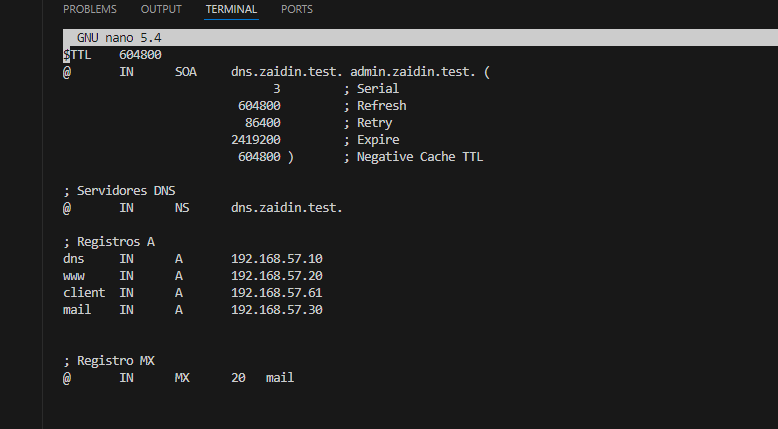 PROBLEMS OUTPUT TERMINAL PORTS
GNU nano 5.4
$TTL 604800
@ IN SOA dns.zaidin.test. admin.zaidin.test. (
3 ; Serial
604800 ; Refresh
86400 ; Retry
2419200 ; Expire
604800 ) ; Negative Cache TTL
; Servidores DNS
@ IN NS dns.zaidin.test.
; Registros A
dns IN A 192.168.57.10
www IN A 192.168.57.20
client IN A 192.168.57.61
mail IN A 192.168.57.30
; Registro MX
@ IN MX 20 mail